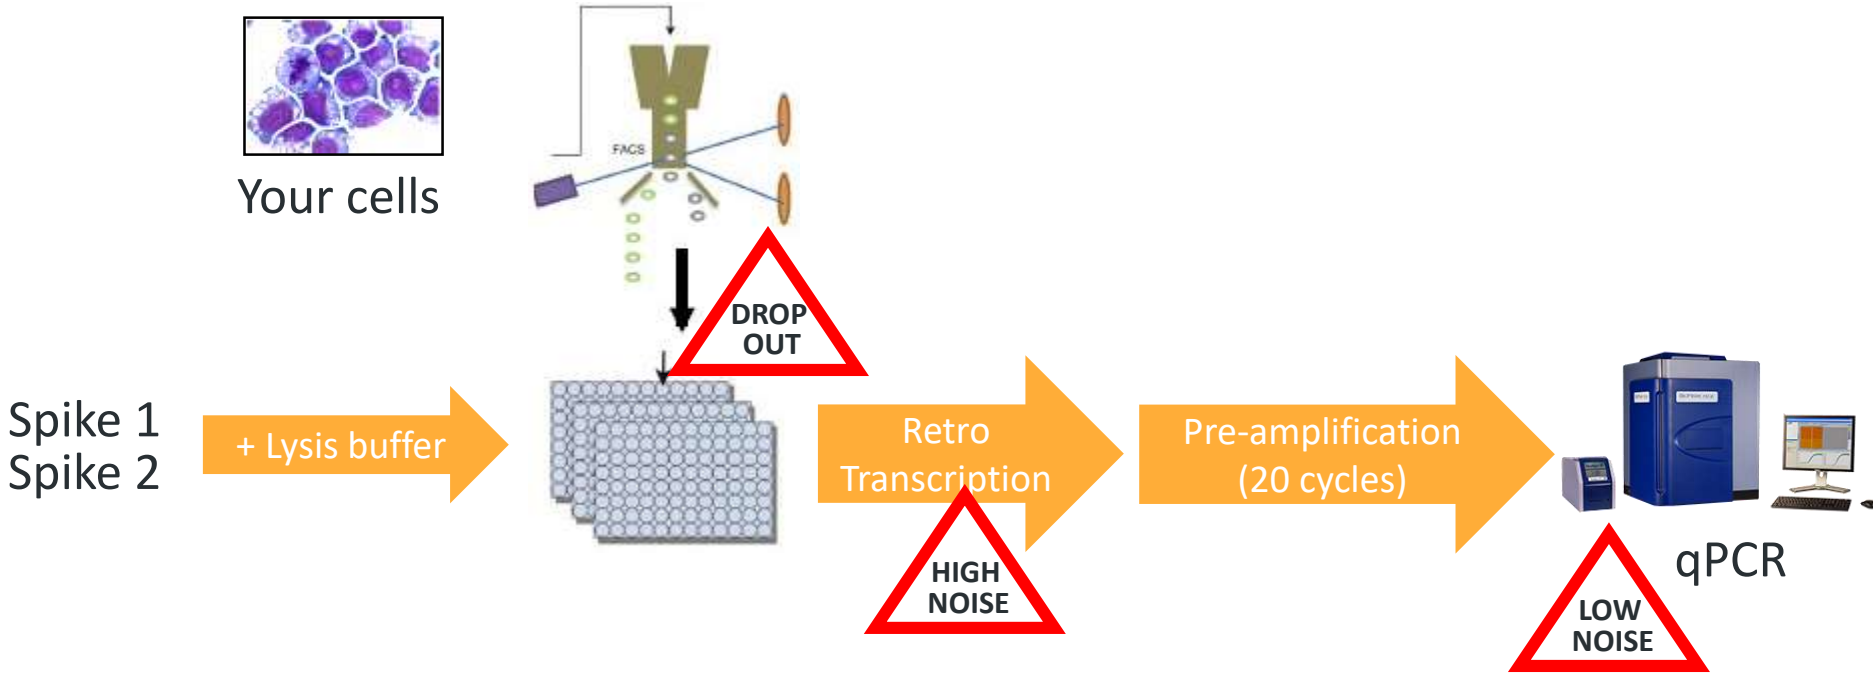 FACS
Your cells
DROP
OUT
Spike 1
Spike 2
+ Lysis buffer
Retro
Transcription
Pre-amplification
(20 cycles)
HIGH
NOISE
qPCR
LOW
NOISE